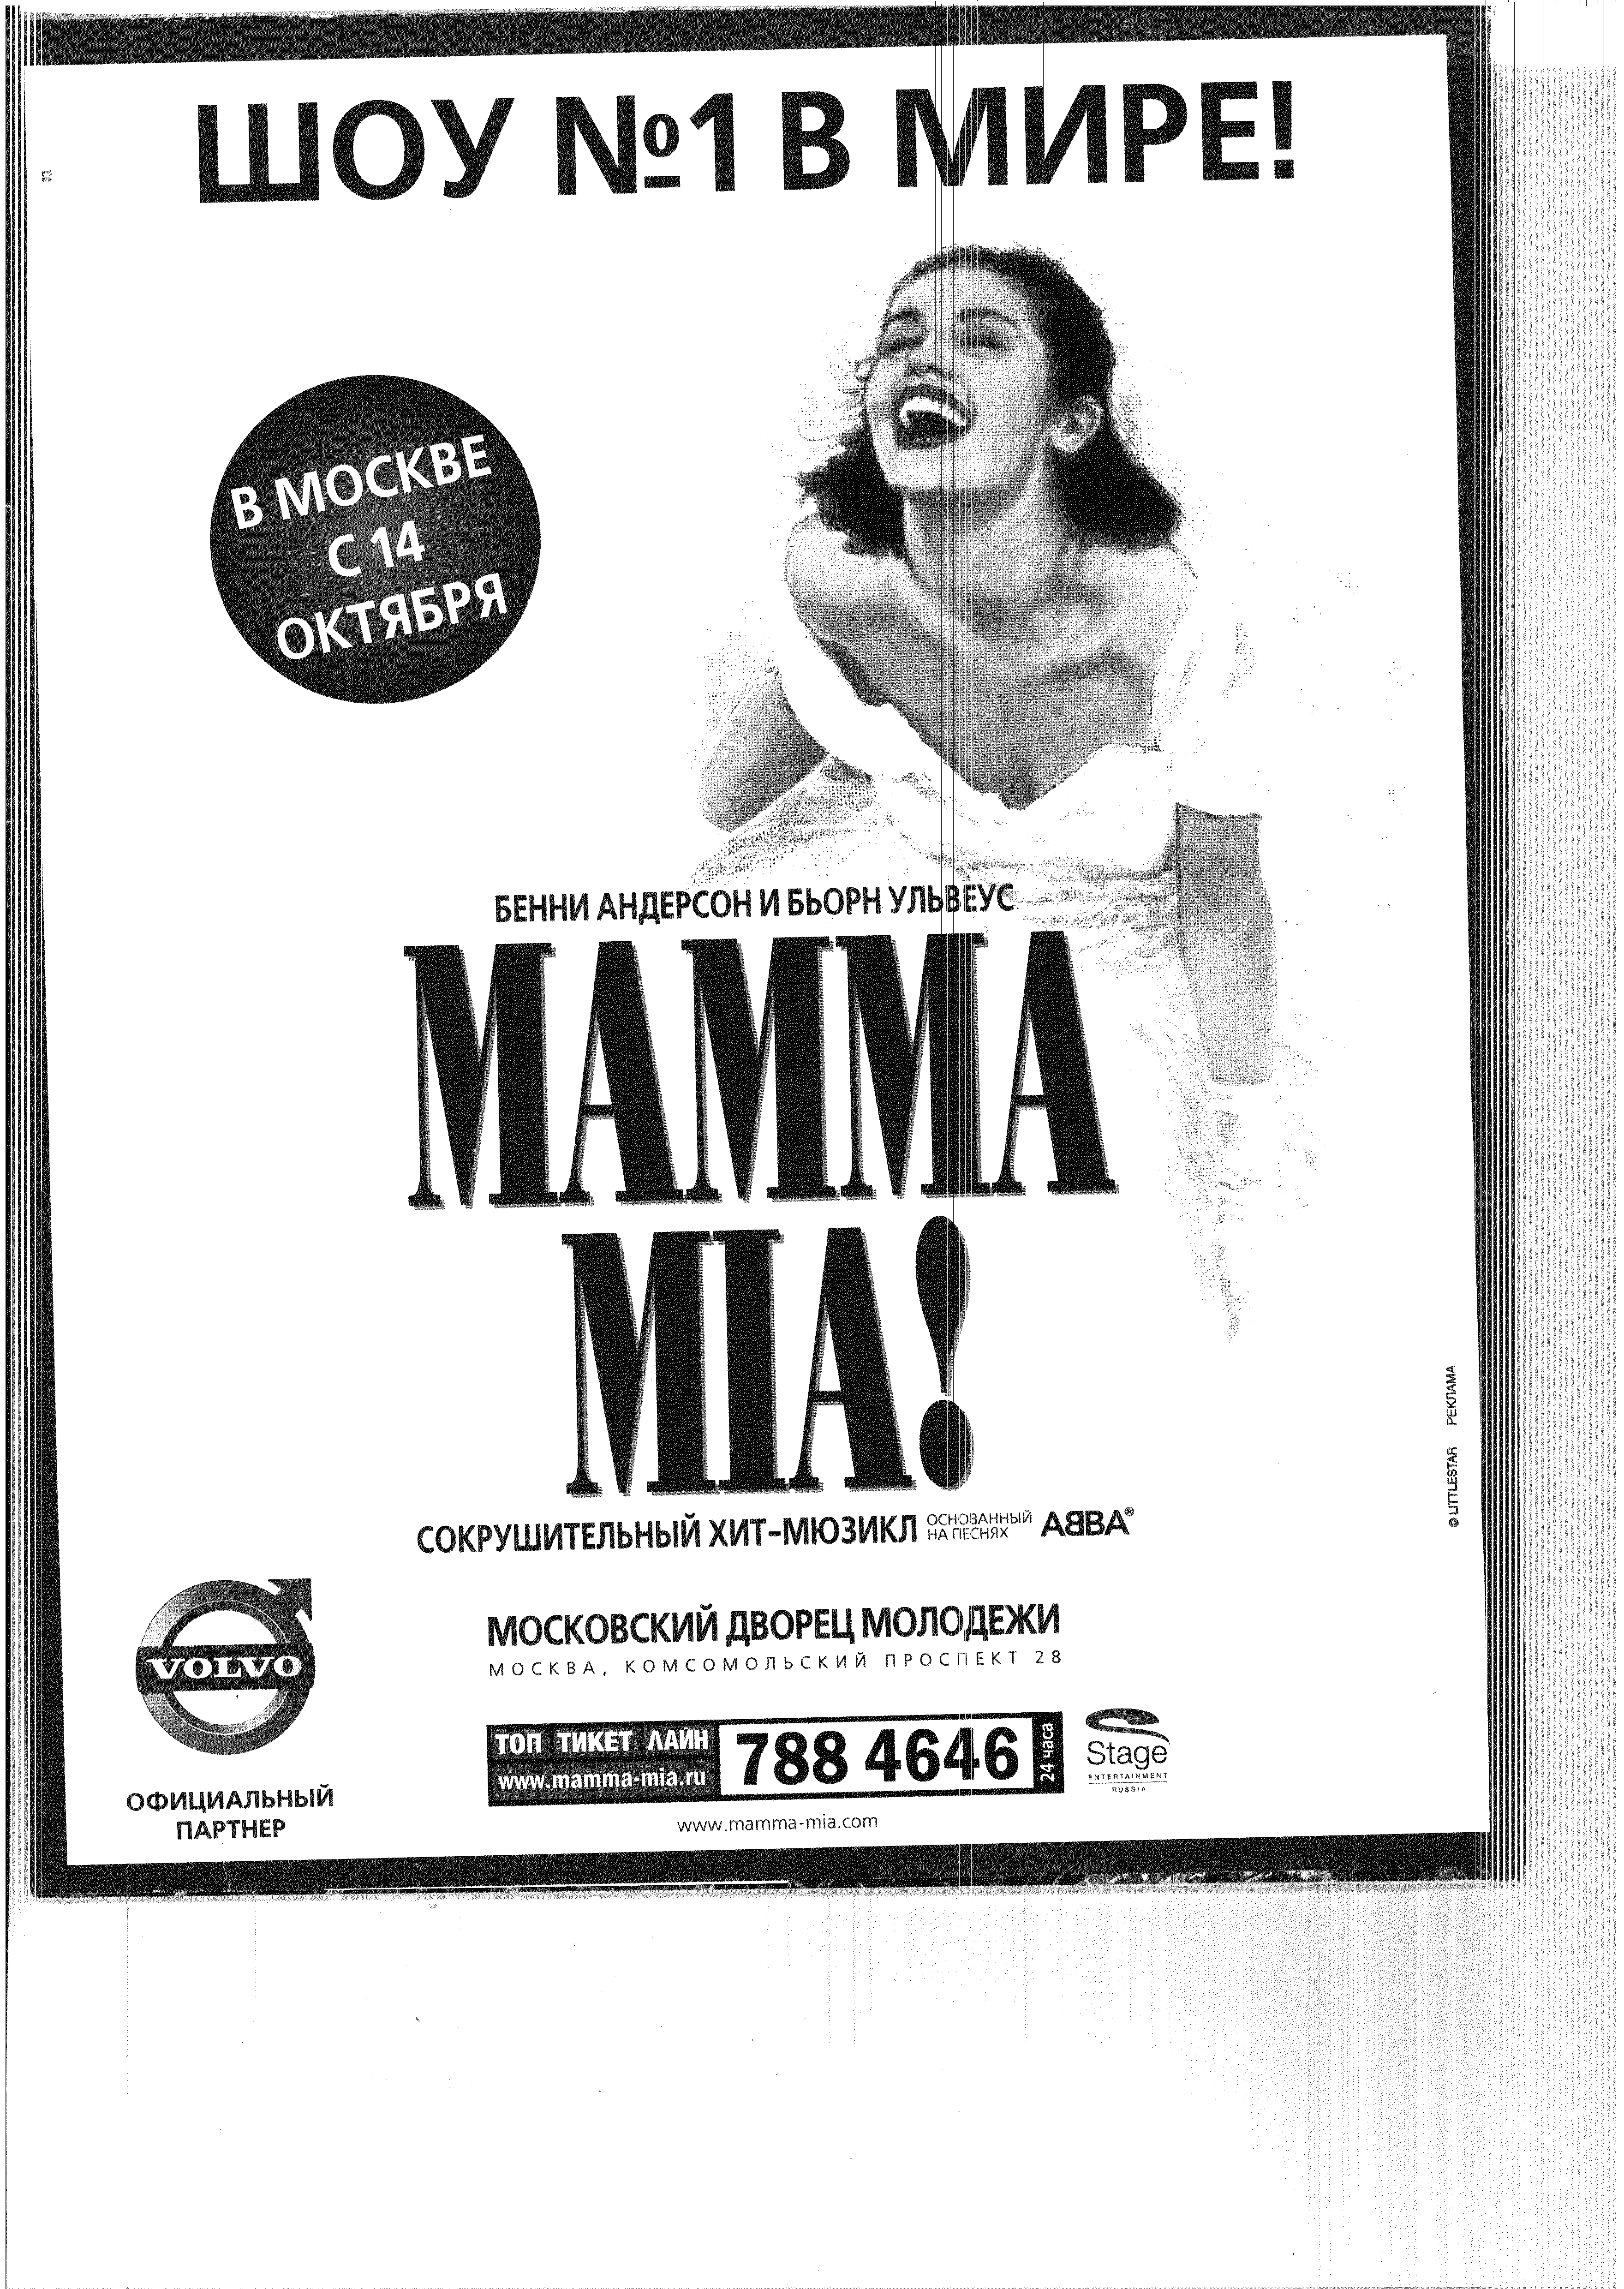 ШОУ №1 В МИРЕ!
В МОСКВЕ
С 14
ОКТЯБРЯ
БЕННИ АНДЕРСОН И БЬОРН УЛЬВЕУС
MAMMA
MIA!
СОКРУШИТЕЛЬНЫЙ ХИТ-МЮЗИКЛ ОСНОВАННЫЙ
НА ПЕСНЯХ ABBA®
© LITTLESTAR РЕКЛАМА
VOLVO
ОФИЦИАЛЬНЫЙ
ПАРТНЕР
МОСКОВСКИЙ ДВОРЕЦ МОЛОДЕЖИ
МОСКВА, КОМСОМОЛЬСКИЙ ПРОСПЕКТ 28
ТОП ТИКЕТ ЛАЙН
www.mamma-mia.ru
788 4646
24 часа
Stage
ENTERTAINMENT
RUSSIA
www.mamma-mia.com